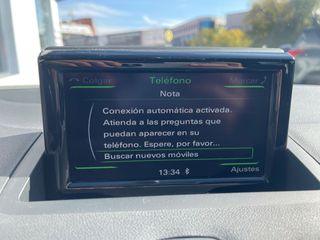 Colgar Teléfono Marcar
Nota
Conexión automática activada.
Atienda a las preguntas que
puedan aparecer en su
teléfono. Espere, por favor...
Buscar nuevos móviles
13:34 Ajustes